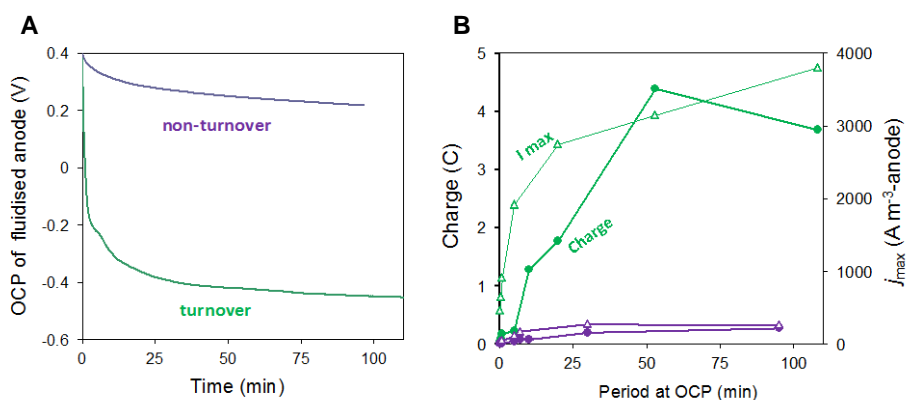 A
OCP of fluidised anode (V)
0.4
0.2
0
-0.2
-0.4
-0.6
non-turnover
turnover
0
25
50
75
100
Time (min)
B
Charge (C)
5
4
3
2
1
0
I max
Charge
4000
3000
2000
1000
0
jmax (A m-3-anode)
0
25
50
75
100
Period at OCP (min)